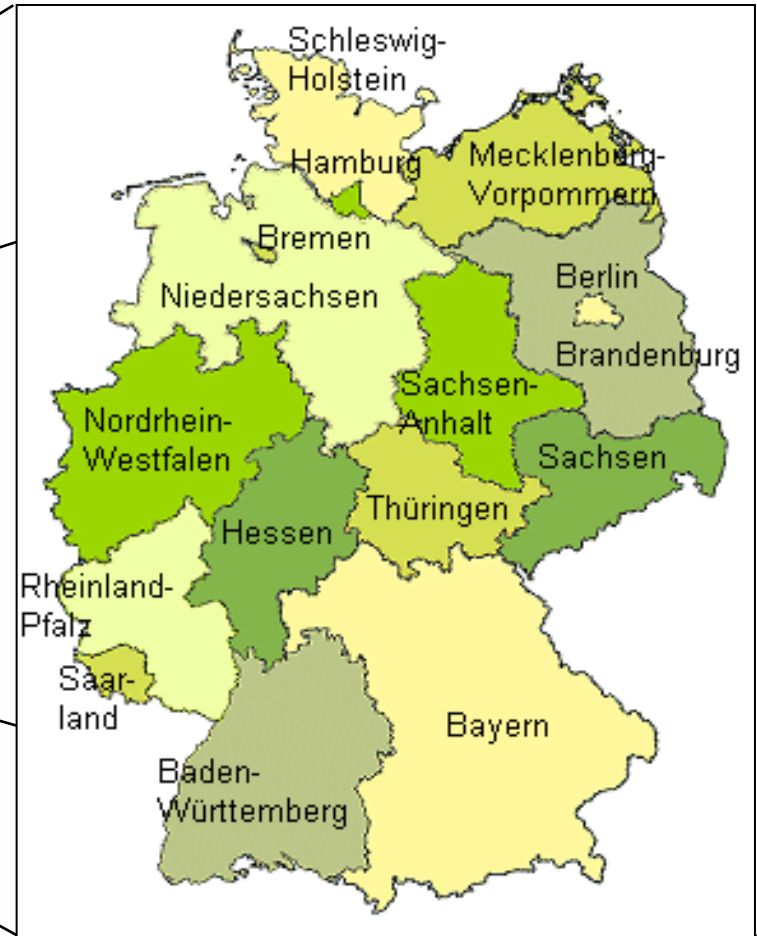 Schleswig-
Holstein
Hamburg
Mecklenburg-
Vorpommern
Bremen
Berlin
Niedersachsen
Brandenburg
Sachsen-
Anhalt
Nordrhein-
Westfalen
Sachsen
Thüringen
Hessen
Rheinland-
Pfalz
Saar-
land
Bayern
Baden-
Württemberg